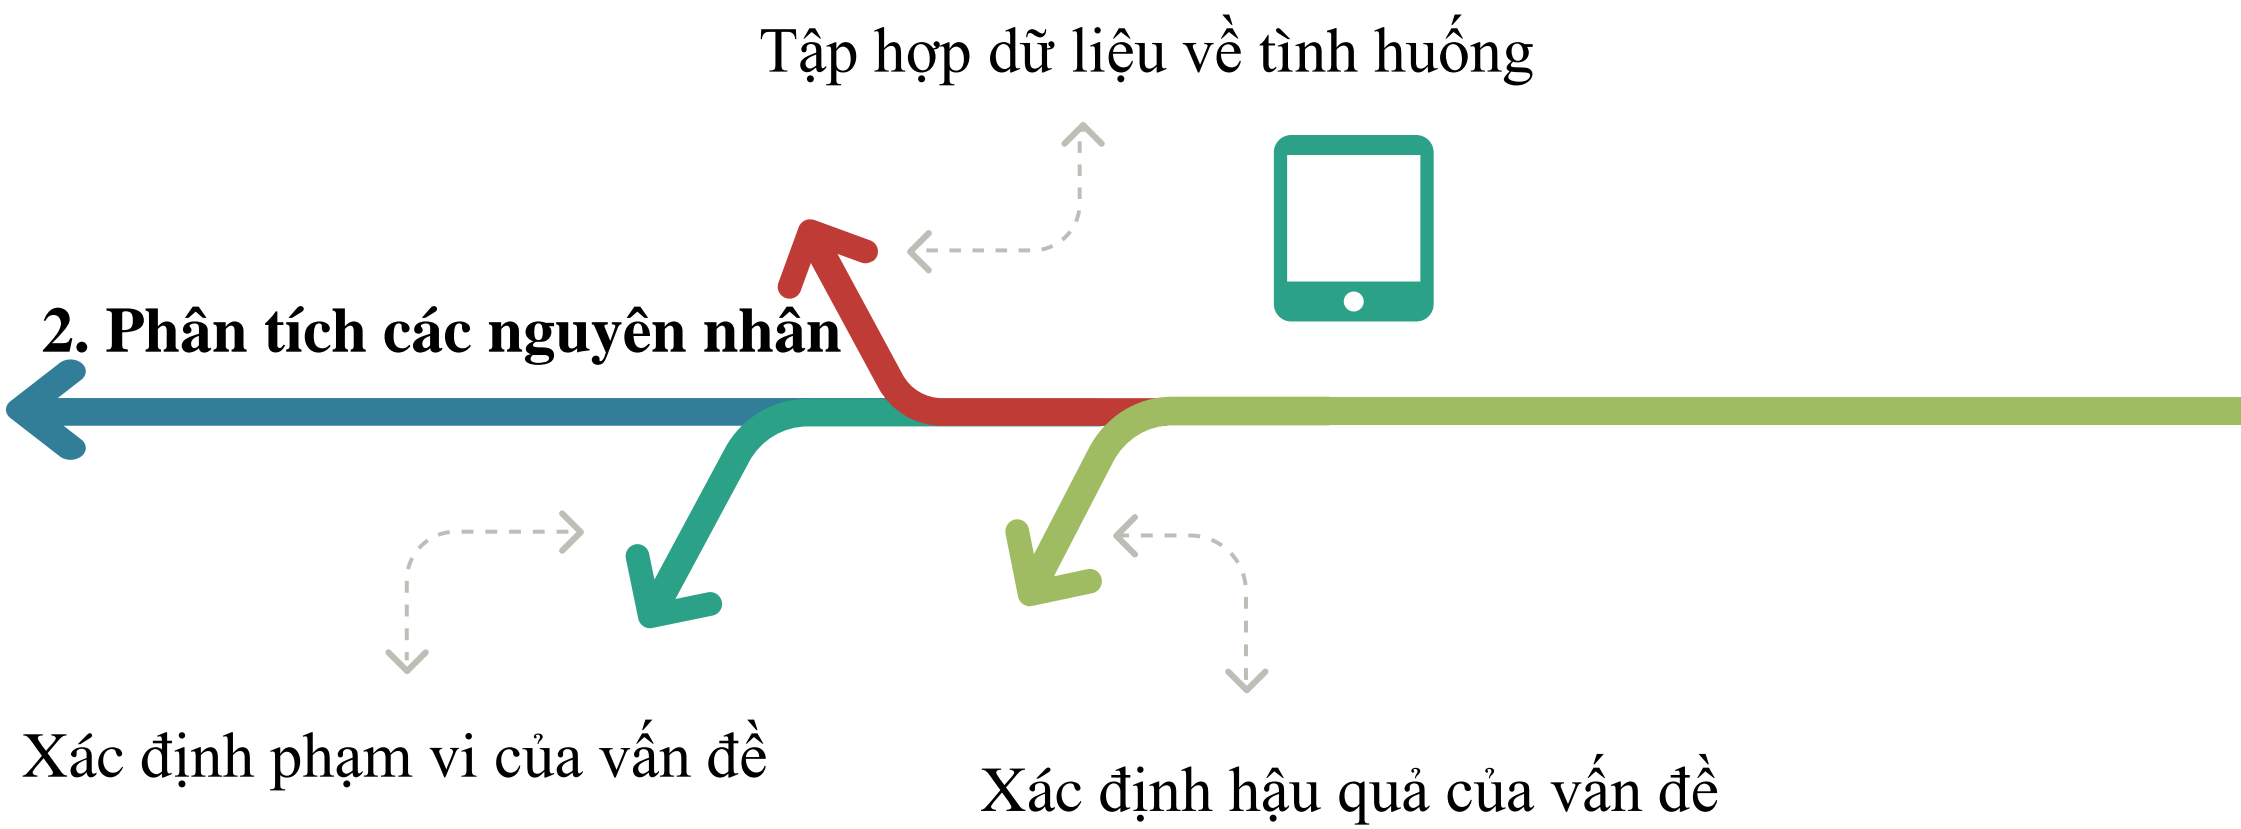 Tập hợp dữ liệu về tình huống
2. Phân tích các nguyên nhân
Xác định phạm vi của vấn đề
Xác định hậu quả của vấn đề